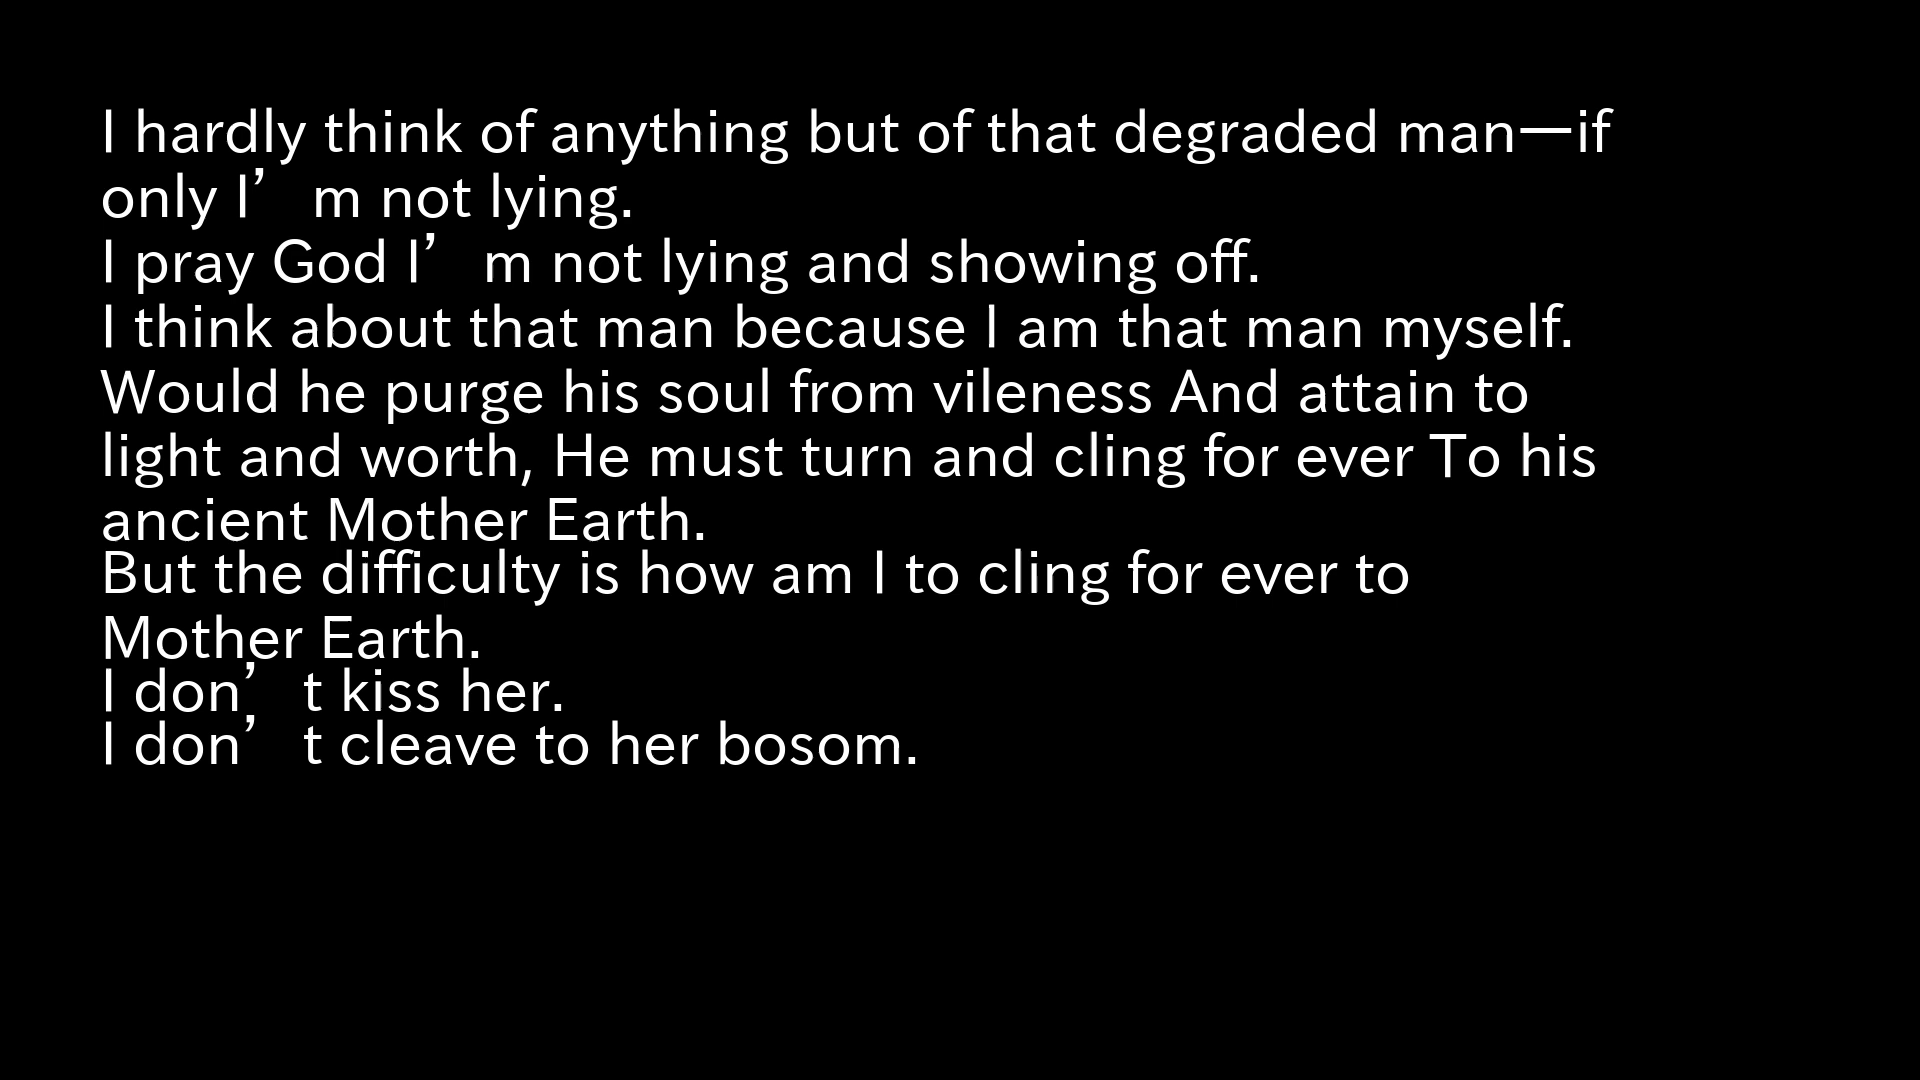 I hardly think of anything but of that degraded man—if
only I’m not lying.
I pray God I’m not lying and showing off.
I think about that man because I am that man myself.
Would he purge his soul from vileness And attain to
light and worth, He must turn and cling for ever To his
ancient Mother Earth.
But the difficulty is how am I to cling for ever to
Mother Earth.
I don’t kiss her.
I don’t cleave to her bosom.